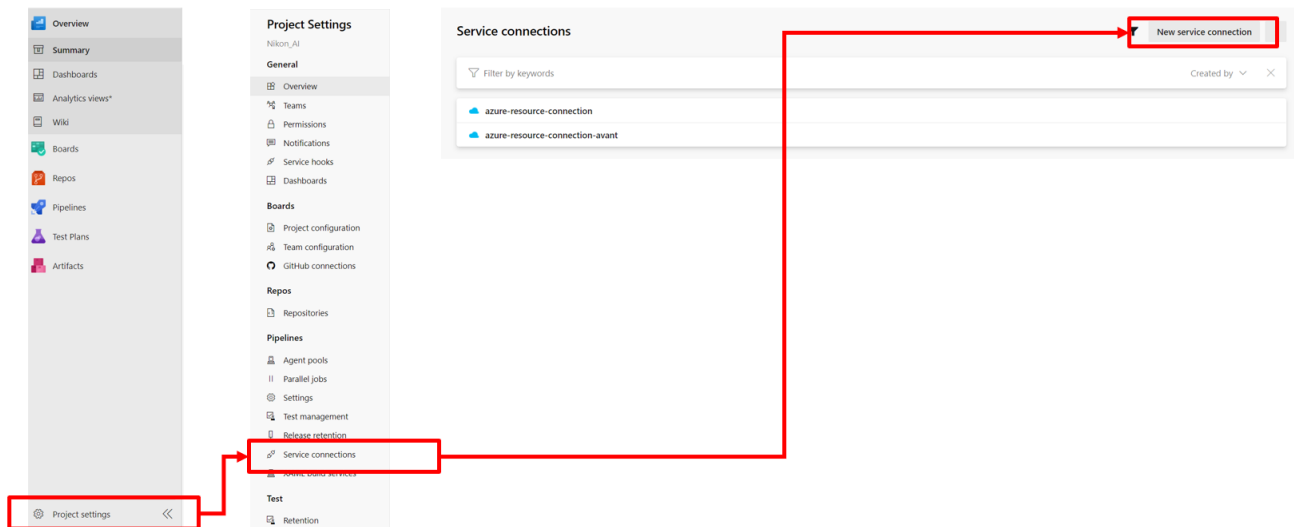 Overview
Summary
Dashboards
Analytics views*
Wiki
Boards
Repos
Pipelines
Test Plans
Artifacts
Project settings
Project Settings
Nikon_AI
General
Overview
Teams
Permissions
Notifications
Service hooks
Dashboards
Boards
Project configuration
Team configuration
GitHub connections
Repos
Repositories
Pipelines
Agent pools
Parallel jobs
Settings
Test management
Release retention
Service connections
XAML build services
Test
Retention
Service connections
New service connection
Filter by keywords
Created by
azure-resource-connection
azure-resource-connection-avant